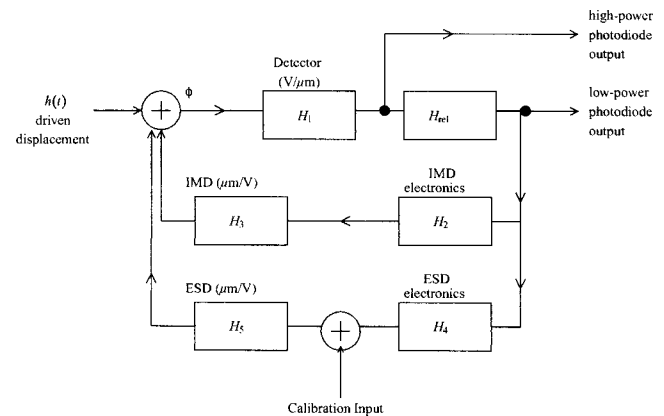 high-power
photodiode
output
Detector
(V/μm)
ϕ
h(t)
driven
displacement
H₁
Hrel
low-power
photodiode
output
IMD (μm/V)
IMD
electronics
H₃
H₂
ESD (μm/V)
ESD
electronics
H₅
H₄
Calibration Input